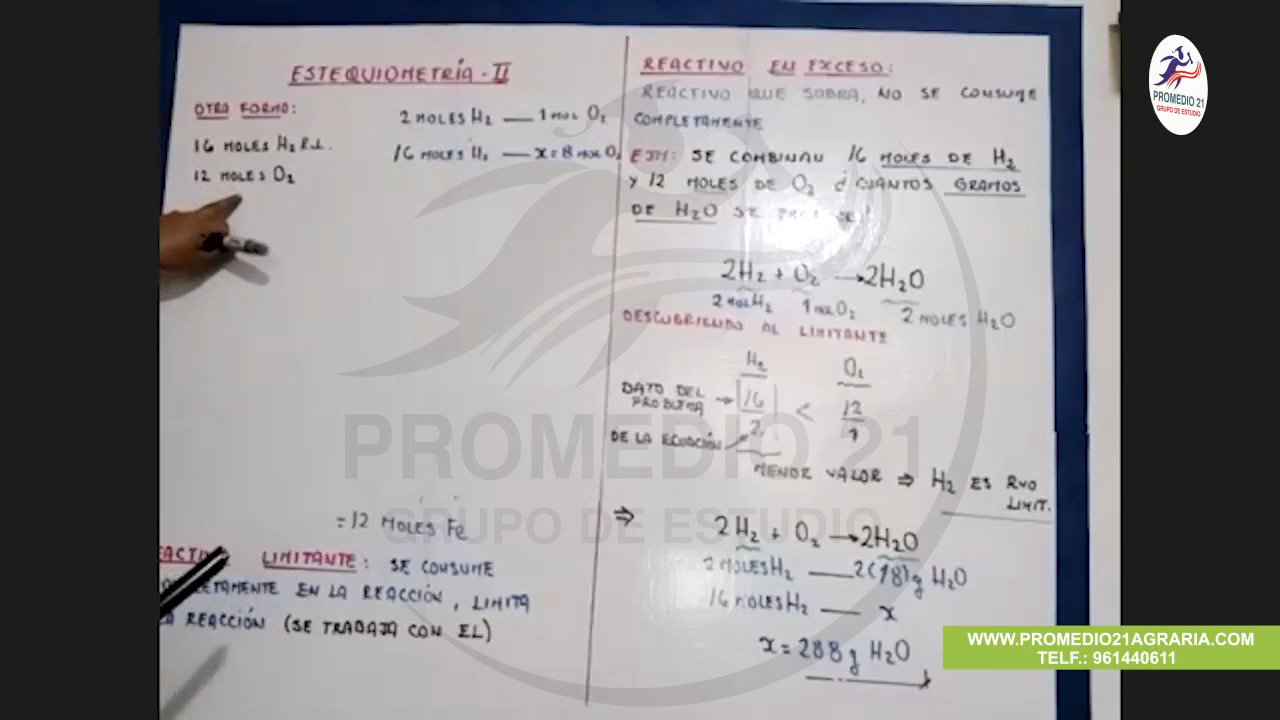 ESTEQUIOMETRÍA - II
OTRA FORMA:
16 MOLES H2 R.L.
12 MOLES O2
2 MOLES H2 — 1 MOL O2
16 MOLES H2 — x = 8 MOL O2
= 12 MOLES Fe
LIMITANTE: SE CONSUME
EN LA REACCIÓN, LIMITA
REACCIÓN (SE TRABAJA CON EL)
REACTIVO EN EXCESO:
REACTIVO QUE SOBRA, NO SE CONSUME
COMPLETAMENTE
EJM: SE COMBINAN 16 MOLES DE H2
Y 12 MOLES DE O2 ¿ CUANTOS GRAMOS
DE H2O SE
2H2 + O2 → 2H2O
2 MOL H2 1 MOL O2 2 MOLES H2O
DESCUBRIENDO AL LIMITANTE
H2 O2
DATO DEL PROBLEMA → 16/2 < 12/1
DE LA ECUACIÓN
MENOR VALOR ⇒ H2 ES RVO
LIMIT.
⇒ 2H2 + O2 → 2H2O
2 MOLES H2 — 2(18)g H2O
16 MOLES H2 — x
x = 288g H2O
PROMEDIO 21
GRUPO DE ESTUDIO
PROMEDIO 21
GRUPO DE ESTUDIO
WWW.PROMEDIO21AGRARIA.COM
TELF.: 961440611